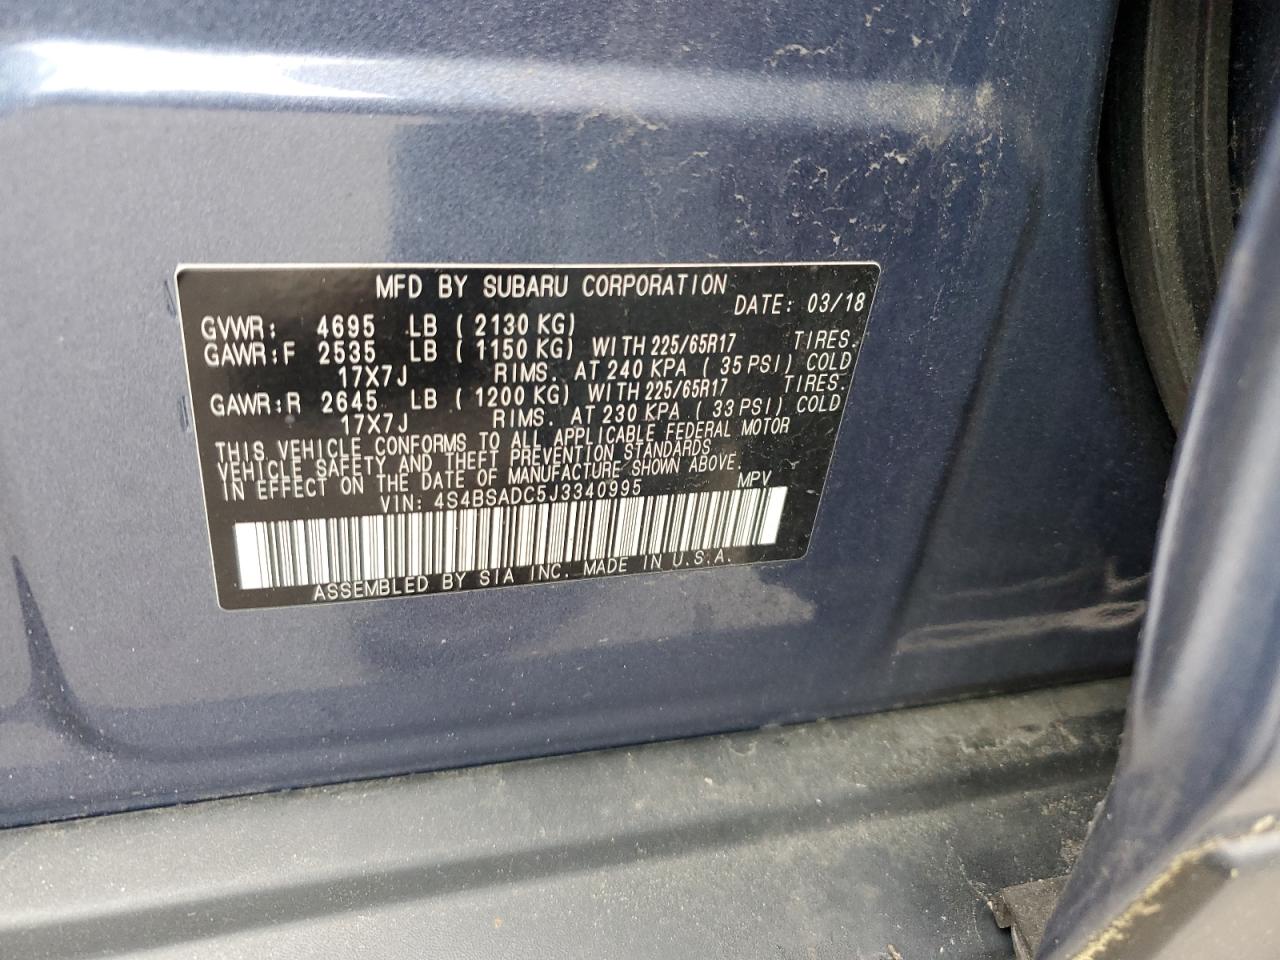 MFD BY SUBARU CORPORATION
DATE: 03/18
GVWR: 4695 LB ( 2130 KG)
GAWR:F 2535 LB ( 1150 KG) WITH 225/65R17 TIRES.
17X7J RIMS. AT 240 KPA ( 35 PSI) COLD
GAWR:R 2645 LB ( 1200 KG) WITH 225/65R17 TIRES.
17X7J RIMS. AT 230 KPA ( 33 PSI) COLD
THIS VEHICLE CONFORMS TO ALL APPLICABLE FEDERAL MOTOR
VEHICLE SAFETY AND THEFT PREVENTION STANDARDS
IN EFFECT ON THE DATE OF MANUFACTURE SHOWN ABOVE.
VIN: 4S4BSADC5J3340995 MPV
ASSEMBLED BY SIA INC. MADE IN U.S.A.